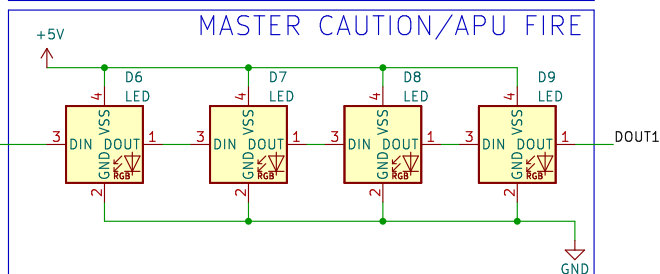 MASTER CAUTION/APU FIRE
+5V
D6
LED
D7
LED
D8
LED
D9
LED
4
VSS
3
DIN
DOUT
1
GND
RGB
2
4
VSS
3
DIN
DOUT
1
GND
RGB
2
4
VSS
3
DIN
DOUT
1
GND
RGB
2
4
VSS
3
DIN
DOUT
1
GND
RGB
2
DOUT1
GND